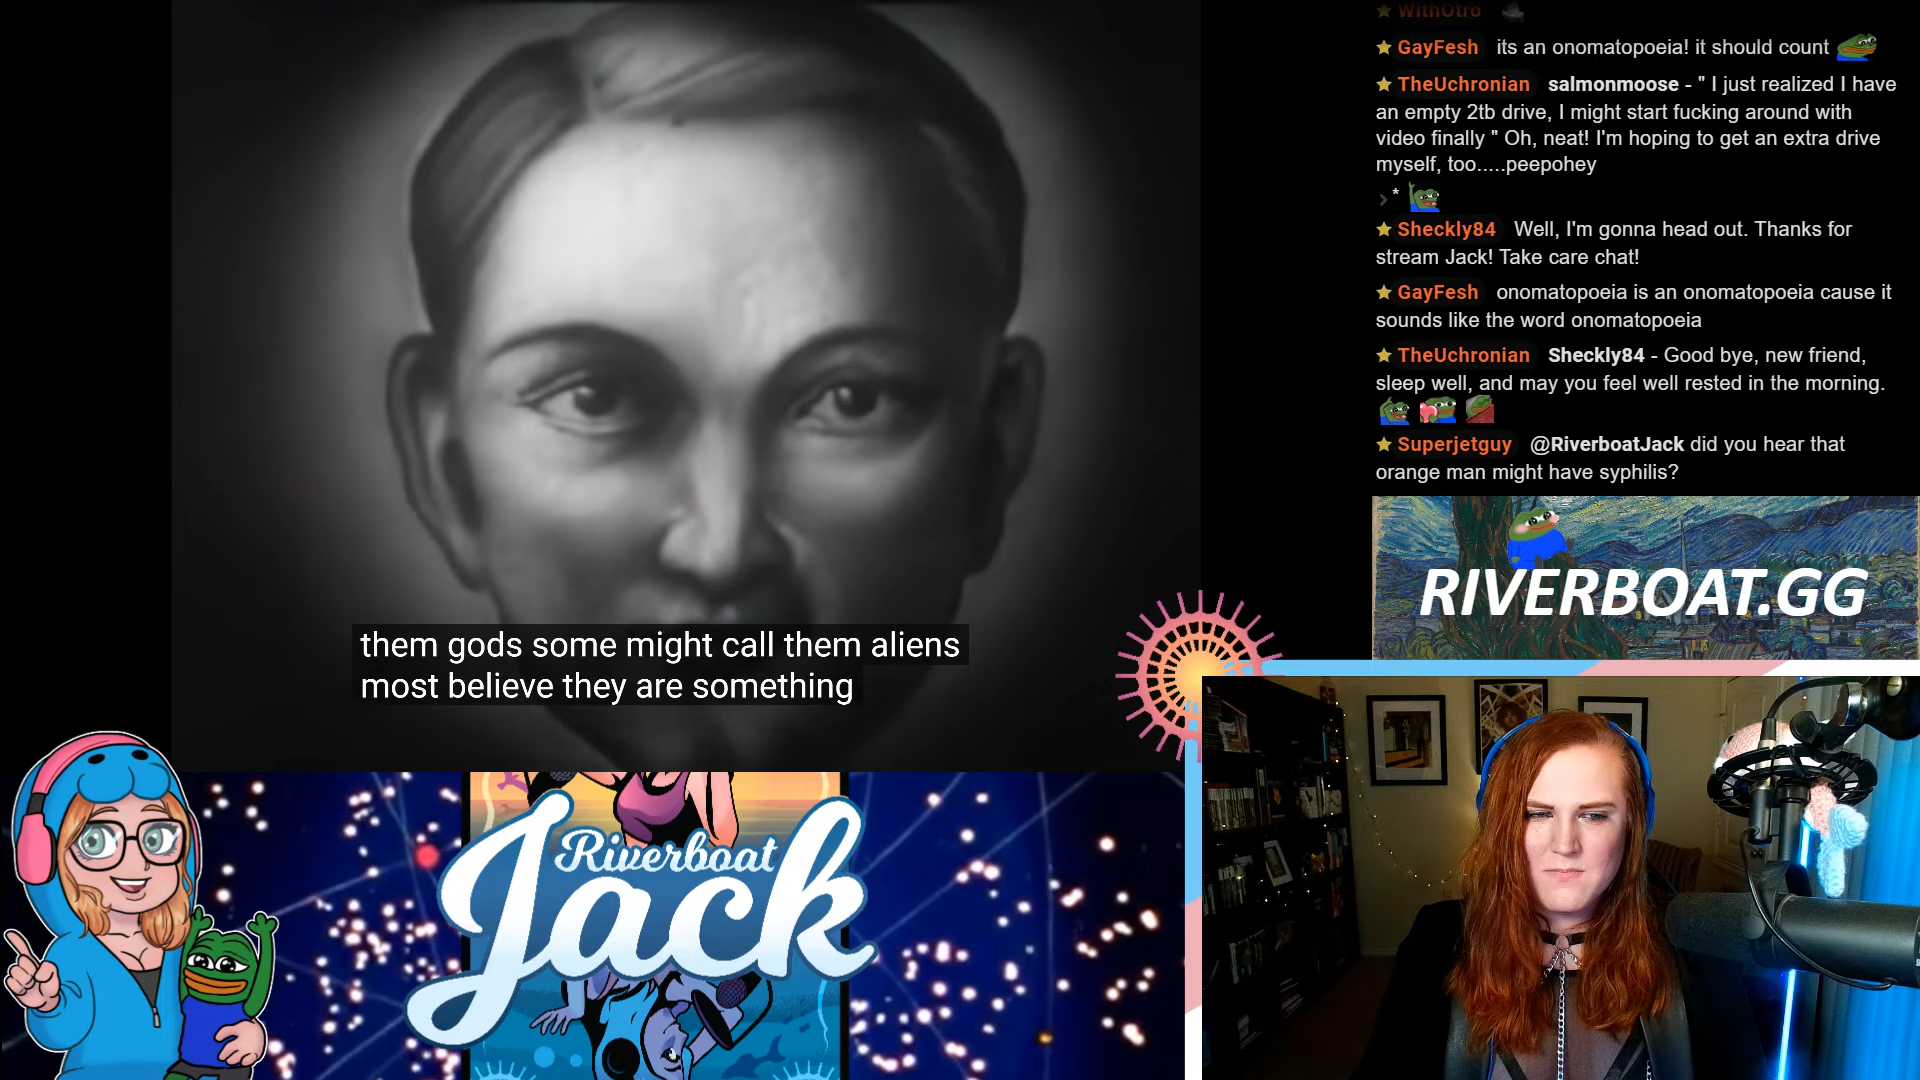 WithOtro
GayFesh its an onomatopoeia! it should count
TheUchronian salmonmoose - " I just realized I have
an empty 2tb drive, I might start fucking around with
video finally " Oh, neat! I'm hoping to get an extra drive
myself, too.....peepohey
> *
Sheckly84 Well, I'm gonna head out. Thanks for
stream Jack! Take care chat!
GayFesh onomatopoeia is an onomatopoeia cause it
sounds like the word onomatopoeia
TheUchronian Sheckly84 - Good bye, new friend,
sleep well, and may you feel well rested in the morning.
Superjetguy @RiverboatJack did you hear that
orange man might have syphilis?
RIVERBOAT.GG
them gods some might call them aliens
most believe they are something
Riverboat
Jack